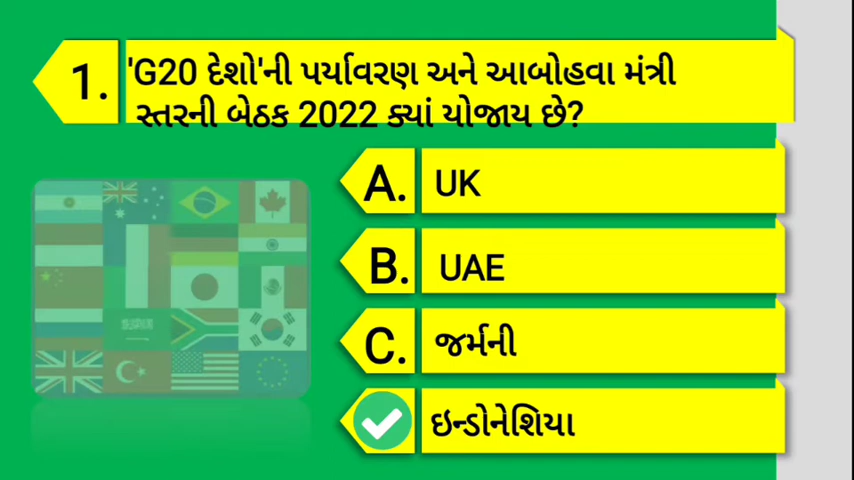 1. 'G20 દેશો'ની પર્યાવરણ અને આબોહવા મંત્રી
સ્તરની બેઠક 2022 ક્યાં યોજાય છે?
A. UK
B. UAE
C. જર્મની
ઇન્ડોનેશિયા